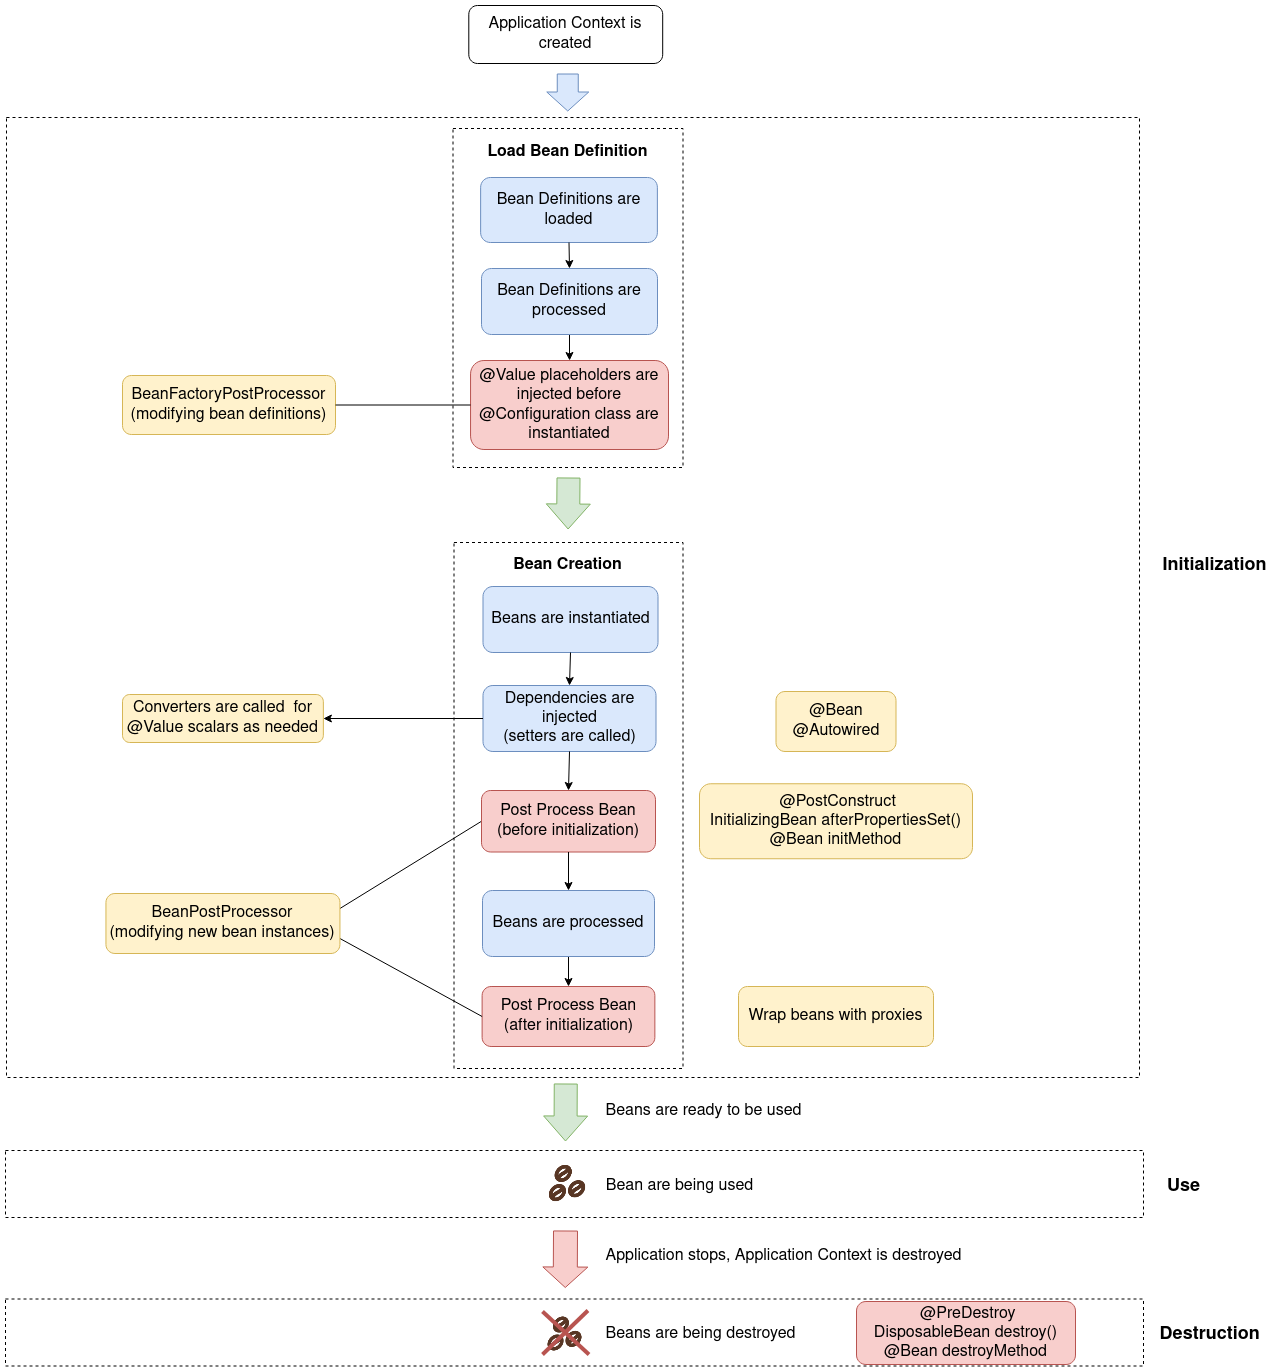 Application Context is
created
Load Bean Definition
Bean Definitions are
loaded
Bean Definitions are
processed
@Value placeholders are
injected before
@Configuration class are
instantiated
BeanFactoryPostProcessor
(modifying bean definitions)
Initialization
Bean Creation
Beans are instantiated
Dependencies are
injected
(setters are called)
Converters are called  for
@Value scalars as needed
@Bean
@Autowired
Post Process Bean
(before initialization)
@PostConstruct
InitializingBean afterPropertiesSet()
@Bean initMethod
BeanPostProcessor
(modifying new bean instances)
Beans are processed
Post Process Bean
(after initialization)
Wrap beans with proxies
Beans are ready to be used
Bean are being used
Use
Application stops, Application Context is destroyed
Beans are being destroyed
@PreDestroy
DisposableBean destroy()
@Bean destroyMethod
Destruction